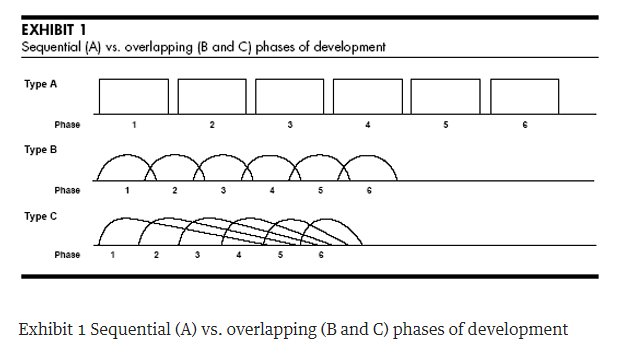 EXHIBIT 1
Sequential (A) vs. overlapping (B and C) phases of development
Type A
Phase 1 2 3 4 5 6
Type B
Phase 1 2 3 4 5 6
Type C
Phase 1 2 3 4 5 6
Exhibit 1 Sequential (A) vs. overlapping (B and C) phases of development